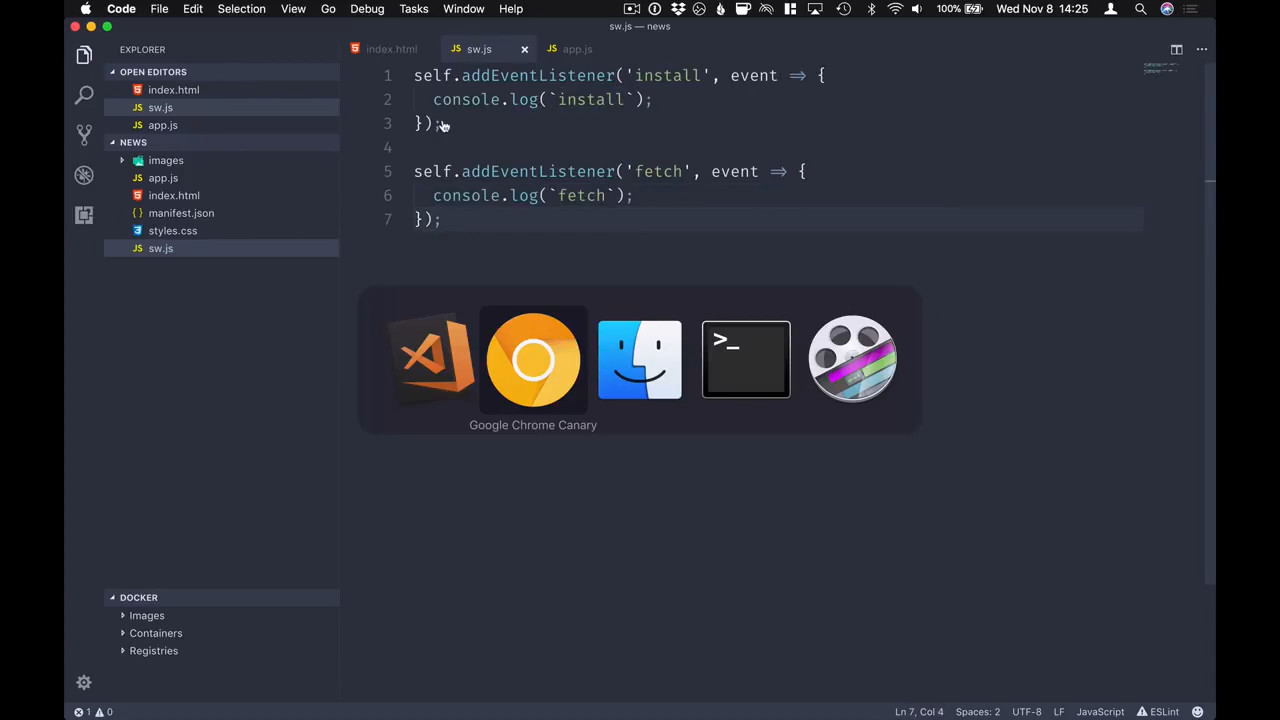 Code File Edit Selection View Go Debug Tasks Window Help 100% Wed Nov 8 14:25
sw.js — news
EXPLORER
OPEN EDITORS
index.html
sw.js
app.js
NEWS
images
app.js
index.html
manifest.json
styles.css
sw.js
DOCKER
Images
Containers
Registries
index.html sw.js × app.js
1 self.addEventListener('install', event => {
2 console.log(`install`);
3 });
4
5 self.addEventListener('fetch', event => {
6 console.log(`fetch`);
7 });
>_
Google Chrome Canary
1 0 Ln 7, Col 4 Spaces: 2 UTF-8 LF JavaScript ESLint